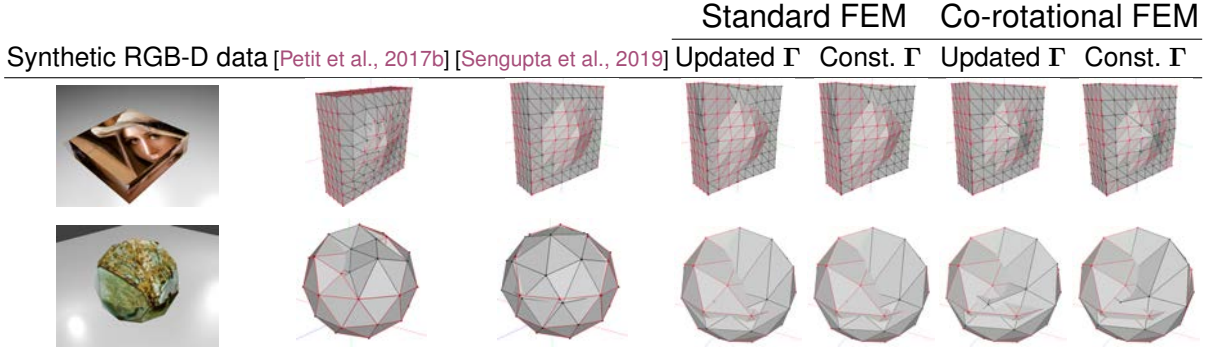 Standard FEM Co-rotational FEM
Synthetic RGB-D data [Petit et al., 2017b] [Sengupta et al., 2019] Updated Γ Const. Γ Updated Γ Const. Γ